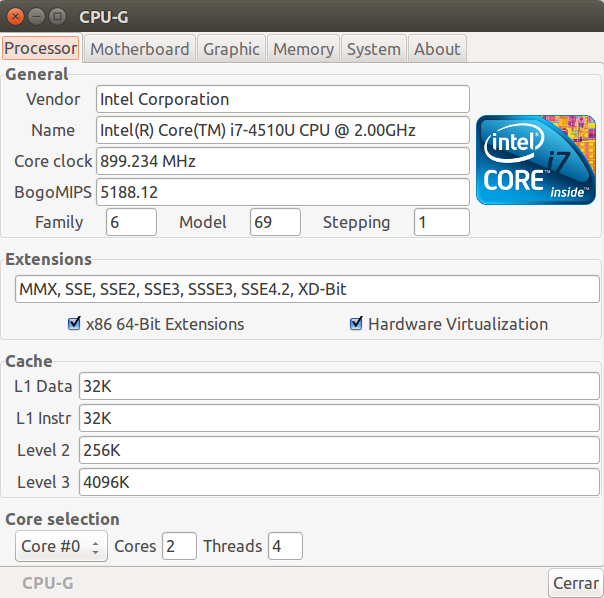 CPU-G
Processor Motherboard Graphic Memory System About
General
Vendor Intel Corporation
Name Intel(R) Core(TM) i7-4510U CPU @ 2.00GHz
Core clock 899.234 MHz
BogoMIPS 5188.12
Family 6 Model 69 Stepping 1
intel
i7
CORE™
inside™
Extensions
MMX, SSE, SSE2, SSE3, SSSE3, SSE4.2, XD-Bit
x86 64-Bit Extensions Hardware Virtualization
Cache
L1 Data 32K
L1 Instr 32K
Level 2 256K
Level 3 4096K
Core selection
Core #0 Cores 2 Threads 4
CPU-G Cerrar